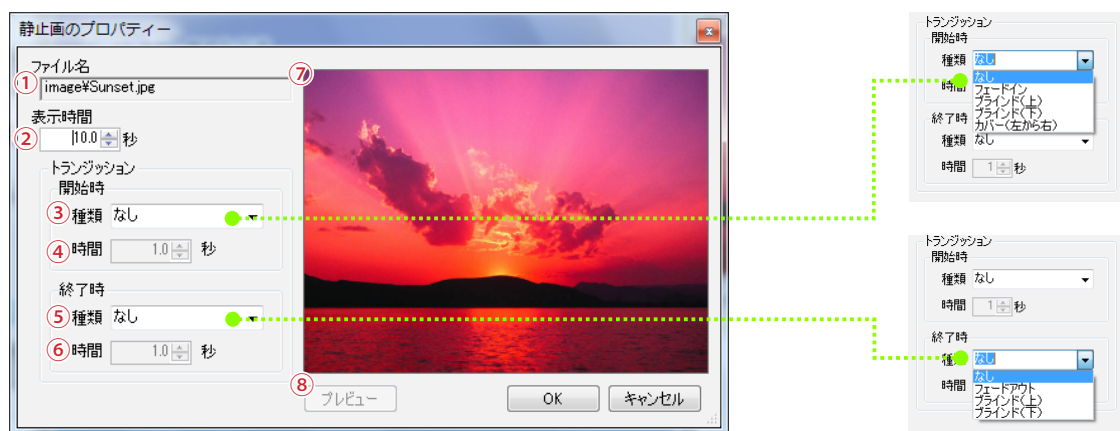 静止画のプロパティー
x
ファイル名
① image¥Sunset.jpg
⑦
表示時間
② 10.0 秒
トランジッション
開始時
③ 種類 なし
④ 時間 1.0 秒
終了時
⑤ 種類 なし
⑥ 時間 1.0 秒
⑧ プレビュー
OK
キャンセル
トランジッション
開始時
種類 なし
なし
時間
フェードイン
ブラインド(上)
ブラインド(下)
カバー(左から右)
終了時
種類 なし
時間 1 秒
トランジッション
開始時
種類 なし
時間 1 秒
終了時
種 なし
なし
時間
フェードアウト
ブラインド(上)
ブラインド(下)